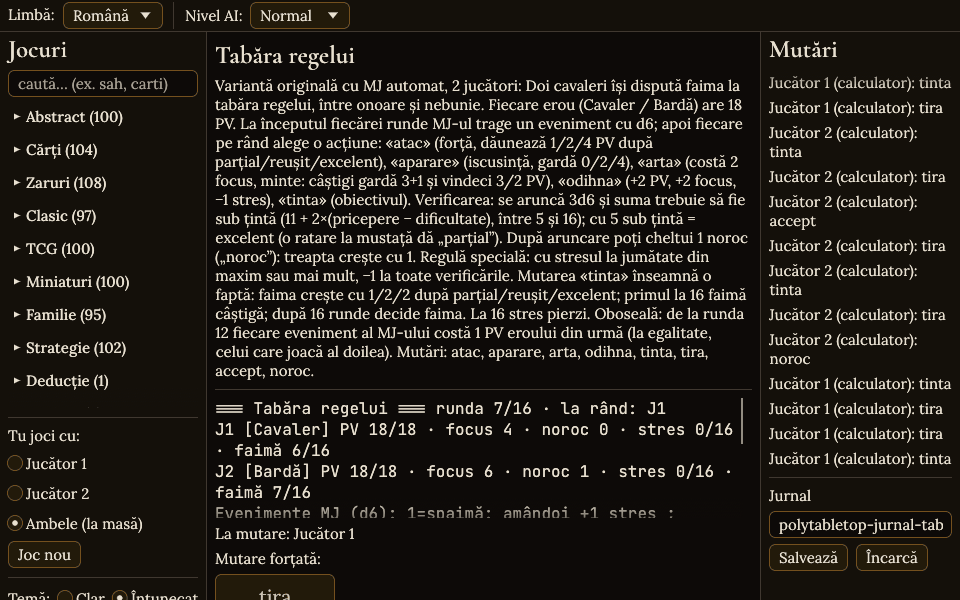 Limbă: Română ▼ Nivel AI: Normal ▼
Jocuri
caută... (ex. sah, carti)
▸ Abstract (100)
▸ Cărți (104)
▸ Zaruri (108)
▸ Clasic (97)
▸ TCG (100)
▸ Miniaturi (100)
▸ Familie (95)
▸ Strategie (102)
▸ Deducție (1)
Tu joci cu:
Jucător 1
Jucător 2
Ambele (la masă)
Joc nou
Temă: Clar Întunecat
Tabăra regelui
Variantă originală cu MJ automat, 2 jucători: Doi cavaleri își dispută faima la
tabăra regelui, între onoare și nebunie. Fiecare erou (Cavaler / Bardă) are 18
PV. La începutul fiecărei runde MJ-ul trage un eveniment cu d6; apoi fiecare
pe rând alege o acțiune: «atac» (forță, dăunează 1/2/4 PV după
parțial/reușit/excelent), «aparare» (iscusință, gardă 0/2/4), «arta» (costă 2
focus, minte: câștigi gardă 3+1 și vindeci 3/2 PV), «odihna» (+2 PV, +2 focus,
−1 stres), «tinta» (obiectivul). Verificarea: se aruncă 3d6 și suma trebuie să fie
sub țintă (11 + 2×(pricepere − dificultate), între 5 și 16); cu 5 sub țintă =
excelent (o ratare la mustață dă „parțial”). După aruncare poți cheltui 1 noroc
(„noroc”): treapta crește cu 1. Regulă specială: cu stresul la jumătate din
maxim sau mai mult, −1 la toate verificările. Mutarea «tinta» înseamnă o
faptă: faima crește cu 1/2/2 după parțial/reușit/excelent; primul la 16 faimă
câștigă; după 16 runde decide faima. La 16 stres pierzi. Oboseală: de la runda
12 fiecare eveniment al MJ-ului costă 1 PV eroului din urmă (la egalitate,
celui care joacă al doilea). Mutări: atac, aparare, arta, odihna, tinta, tira,
accept, noroc.
═══ Tabăra regelui ═══ runda 7/16 · la rând: J1
J1 [Cavaler] PV 18/18 · focus 4 · noroc 0 · stres 0/16
· faimă 6/16
J2 [Bardă] PV 18/18 · focus 6 · noroc 1 · stres 0/16 ·
faimă 7/16
Evenimente MJ (d6): 1=spaimă: amândoi +1 stres ;
La mutare: Jucător 1
Mutare forțată:
tira
Mutări
Jucător 1 (calculator): tinta
Jucător 1 (calculator): tira
Jucător 2 (calculator):
tinta
Jucător 2 (calculator): tira
Jucător 2 (calculator):
accept
Jucător 2 (calculator): tira
Jucător 2 (calculator):
tinta
Jucător 2 (calculator): tira
Jucător 2 (calculator):
noroc
Jucător 1 (calculator): tinta
Jucător 1 (calculator): tira
Jucător 1 (calculator): tira
Jucător 1 (calculator): tinta
Jurnal
polytabletop-jurnal-tab
Salvează Încarcă